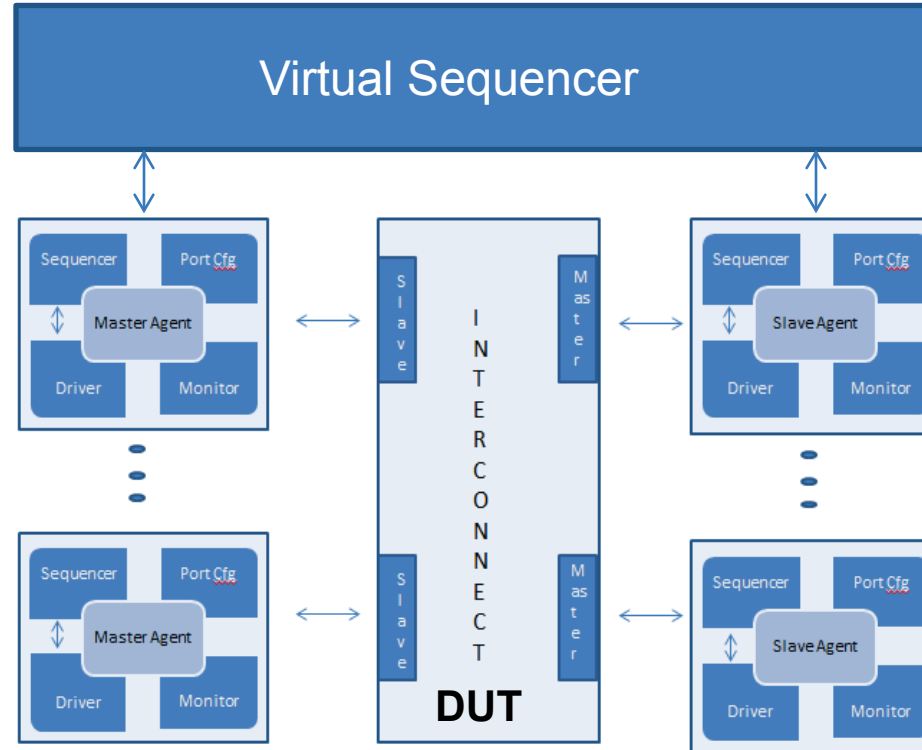 Virtual Sequencer
Sequencer
Port Cfg
Master Agent
Driver
Monitor
Slave
Master
Sequencer
Port Cfg
Slave Agent
Driver
Monitor
INTERCONNECT
Sequencer
Port Cfg
Master Agent
Driver
Monitor
Slave
Master
Sequencer
Port Cfg
Slave Agent
Driver
Monitor
DUT